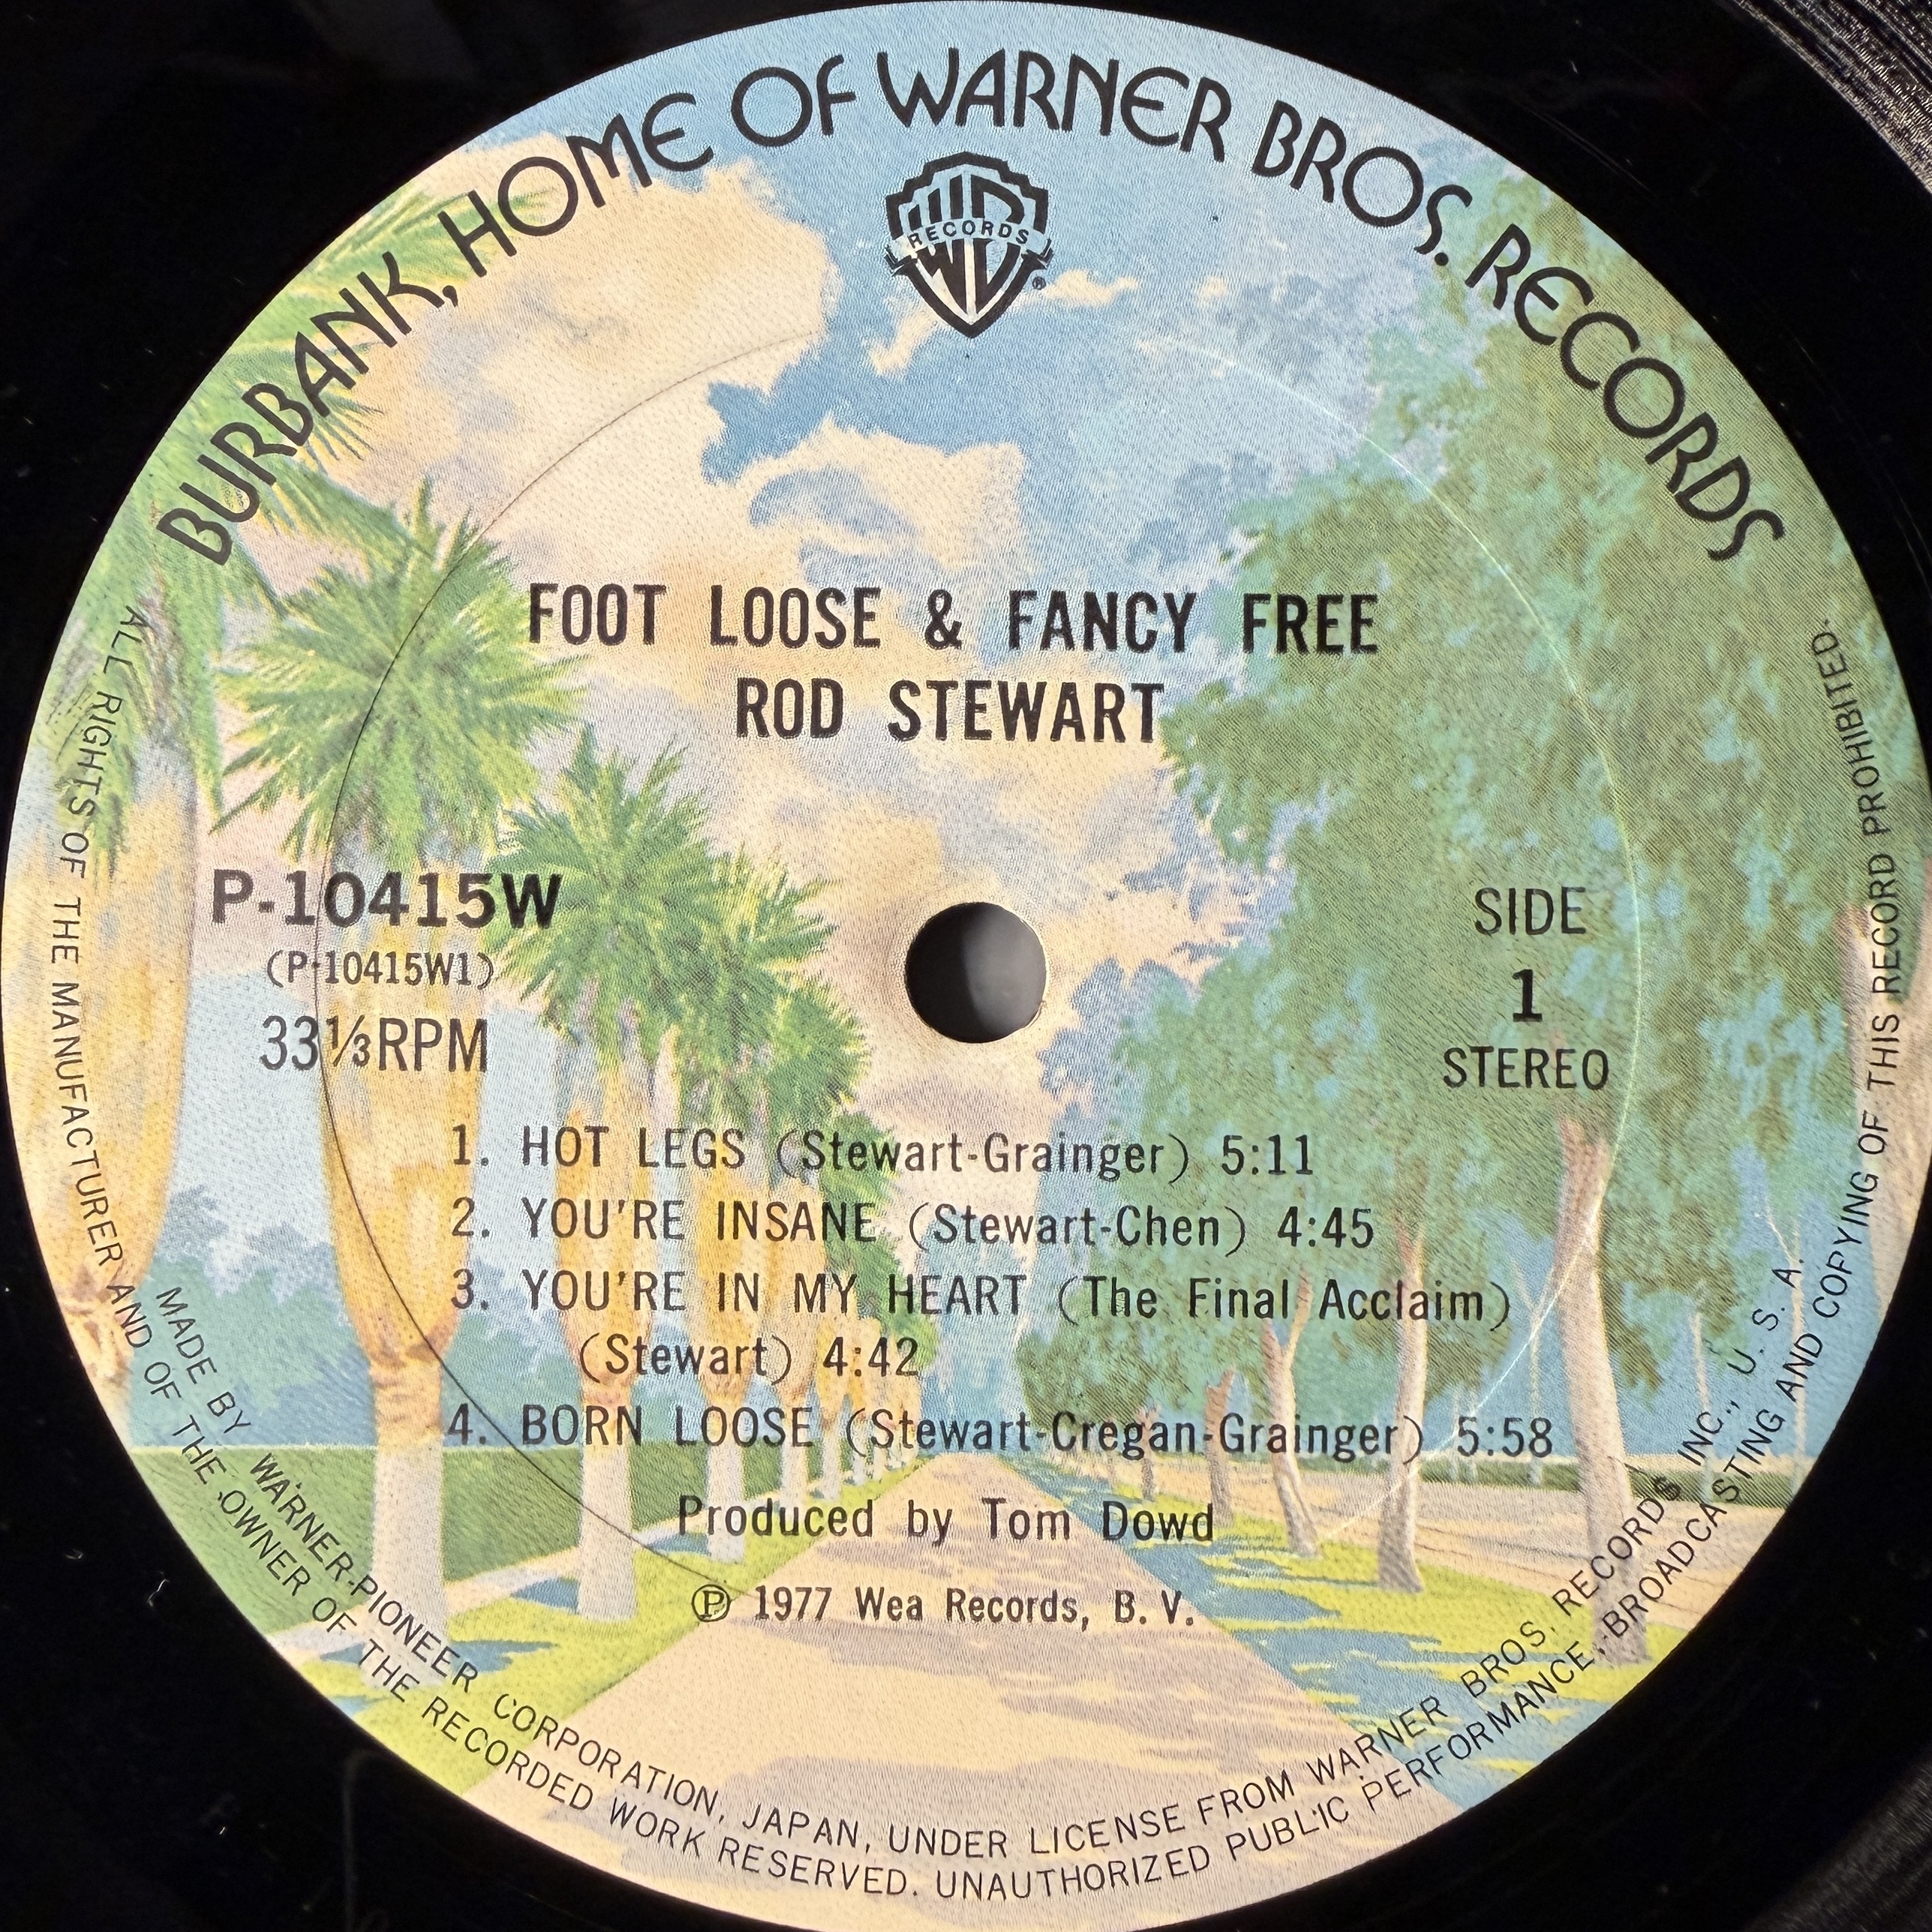 BURBANK, HOME OF WARNER BROS. RECORDS
WB
RECORDS
®
FOOT LOOSE & FANCY FREE
ROD STEWART
P-10415W
(P-10415W1)
33⅓RPM
SIDE
1
STEREO
1. HOT LEGS (Stewart-Grainger) 5:11
2. YOU'RE INSANE (Stewart-Chen) 4:45
3. YOU'RE IN MY HEART (The Final Acclaim)
(Stewart) 4:42
4. BORN LOOSE (Stewart-Cregan-Grainger) 5:58
Produced by Tom Dowd
Ⓟ 1977 Wea Records, B. V.
MADE BY WARNER-PIONEER CORPORATION, JAPAN, UNDER LICENSE FROM WARNER BROS. RECORDS INC., U. S. A.
ALL RIGHTS OF THE MANUFACTURER AND OF THE OWNER OF THE RECORDED WORK RESERVED. UNAUTHORIZED PUBLIC PERFORMANCE, BROADCASTING AND COPYING OF THIS RECORD PROHIBITED.